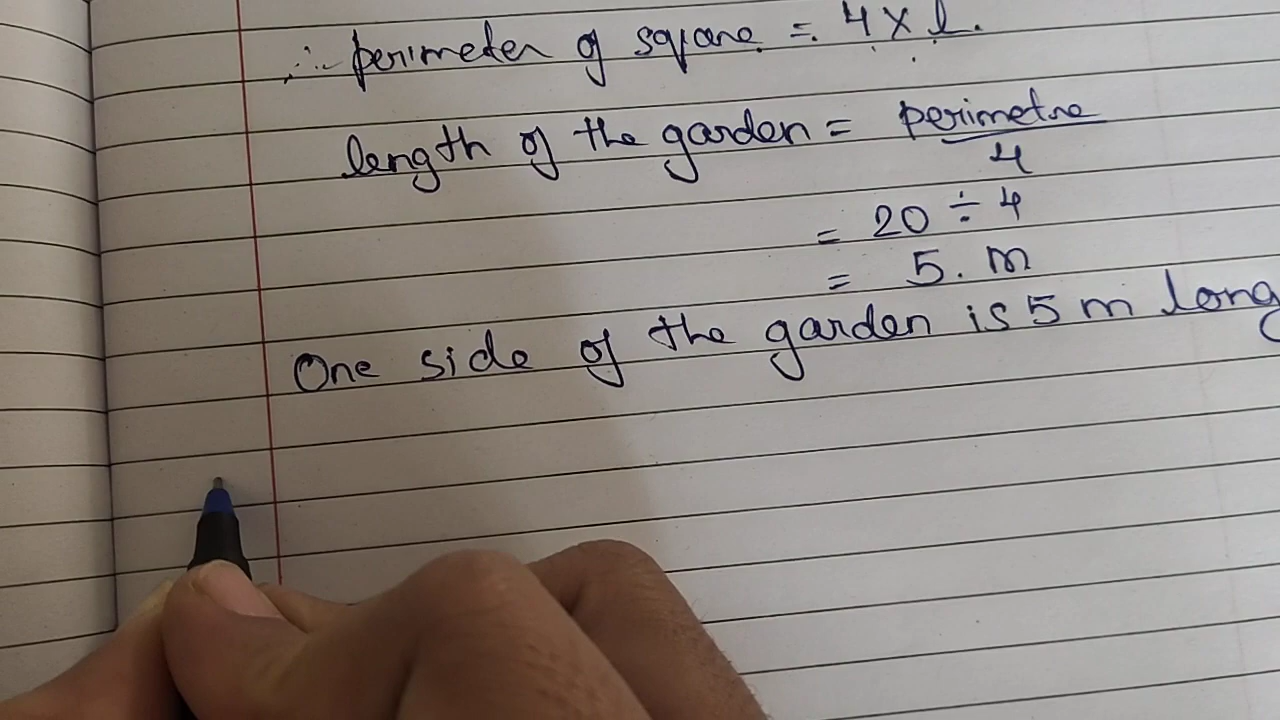 ∴ perimeter of square = 4 × l.
length of the garden = perimetre
4
= 20 ÷ 4
= 5. m
One side of the garden is 5 m long